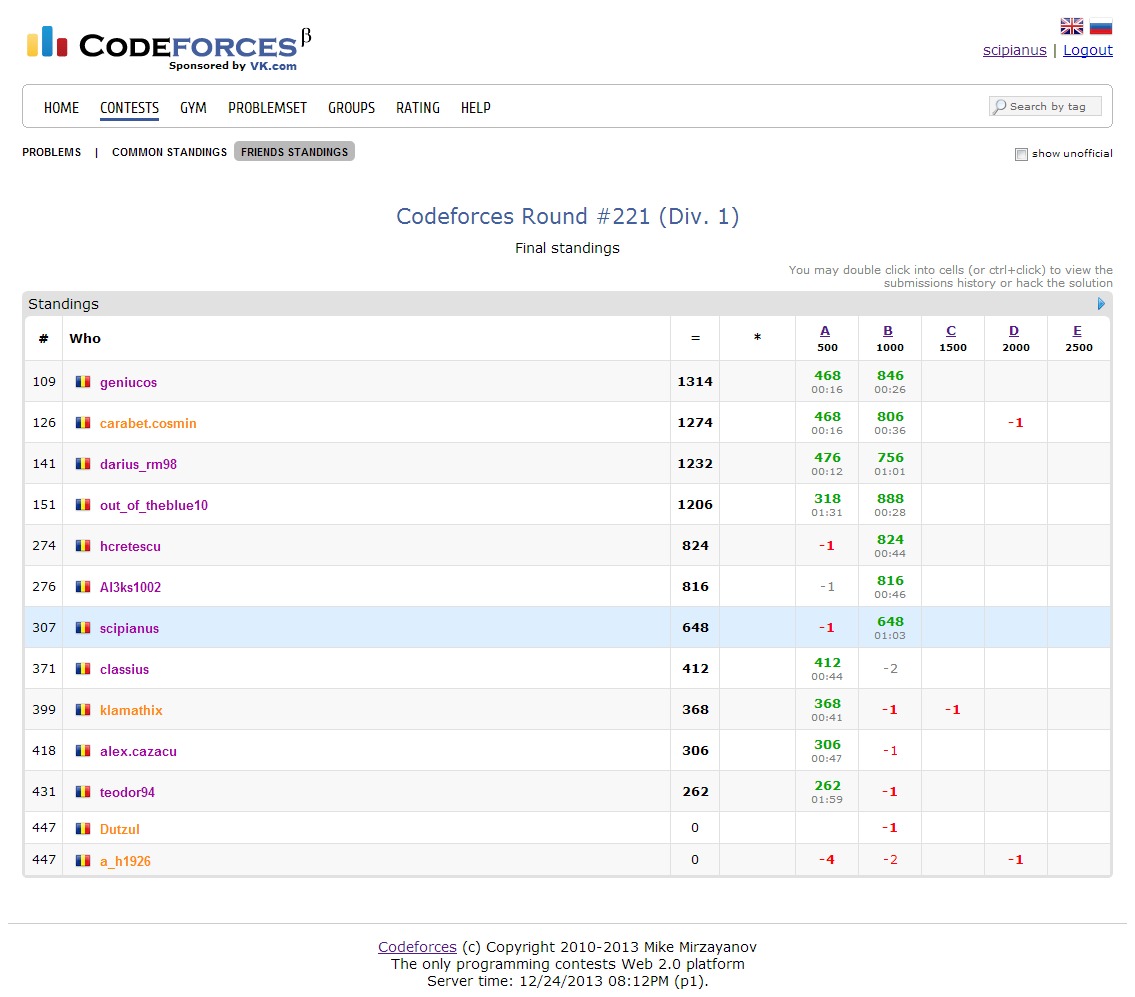 CODEFORCES β
Sponsored by VK.com
scipianus | Logout
HOME CONTESTS GYM PROBLEMSET GROUPS RATING HELP
Search by tag
PROBLEMS | COMMON STANDINGS FRIENDS STANDINGS
show unofficial
Codeforces Round #221 (Div. 1)
Final standings
You may double click into cells (or ctrl+click) to view the
submissions history or hack the solution
Standings
# Who = * A B C D E
500 1000 1500 2000 2500
109 geniucos 1314 468 846
00:16 00:26
126 carabet.cosmin 1274 468 806 -1
00:16 00:36
141 darius_rm98 1232 476 756
00:12 01:01
151 out_of_theblue10 1206 318 888
01:31 00:28
274 hcretescu 824 -1 824
00:44
276 Al3ks1002 816 -1 816
00:46
307 scipianus 648 -1 648
01:03
371 classius 412 412 -2
00:44
399 klamathix 368 368 -1 -1
00:41
418 alex.cazacu 306 306 -1
00:47
431 teodor94 262 262 -1
01:59
447 Dutzul 0 -1
447 a_h1926 0 -4 -2 -1
Codeforces (c) Copyright 2010-2013 Mike Mirzayanov
The only programming contests Web 2.0 platform
Server time: 12/24/2013 08:12PM (p1).